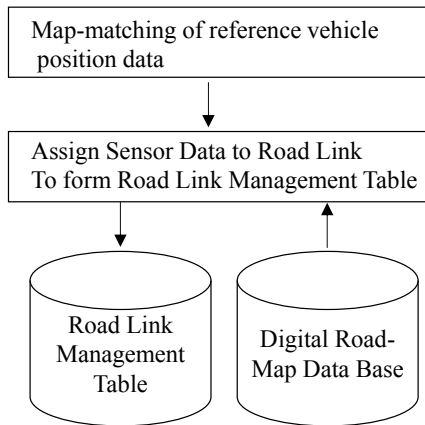 Map-matching of reference vehicle
position data
Assign Sensor Data to Road Link
To form Road Link Management Table
Road Link
Management
Table
Digital Road-
Map Data Base